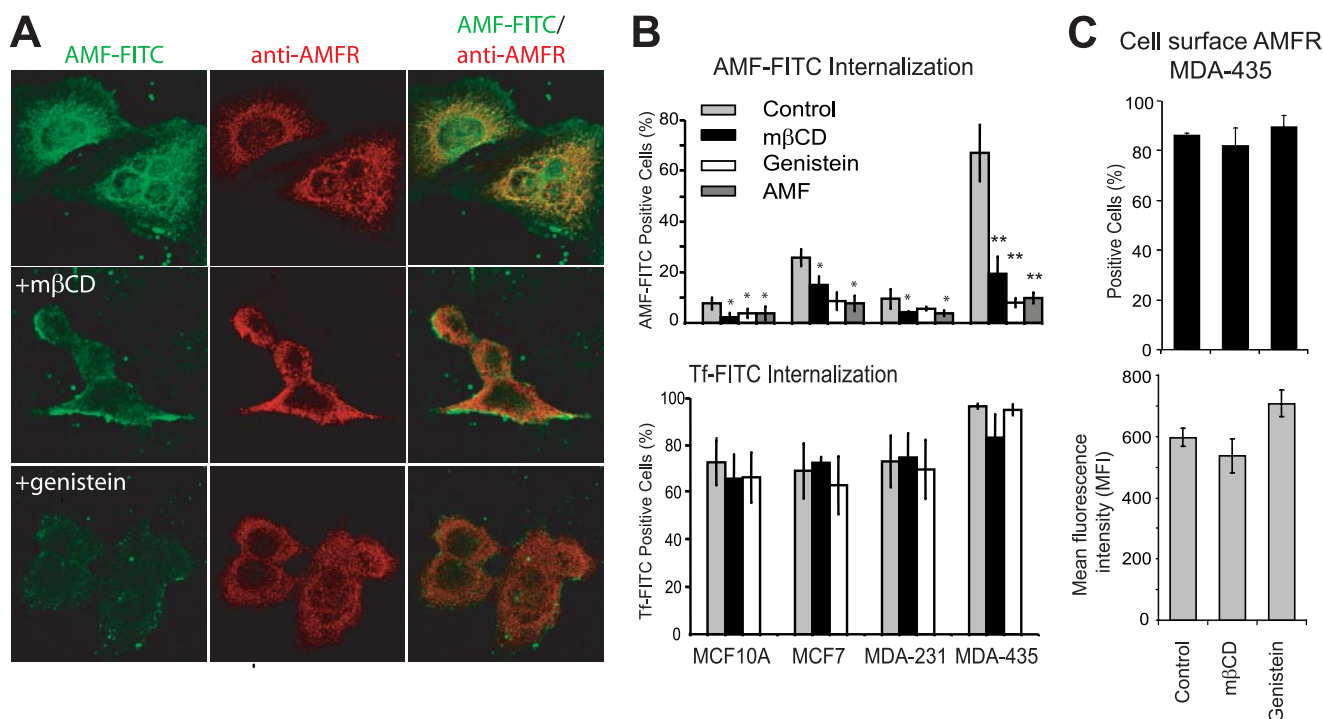 A
AMF-FITC
anti-AMFR
AMF-FITC/
anti-AMFR
+mβCD
+genistein
B
AMF-FITC Internalization
AMF-FITC Positive Cells (%)
80
60
40
20
0
Control
mβCD
Genistein
AMF
* * *
* *
* *
** ** **
Tf-FITC Internalization
Tf-FITC Positive Cells (%)
100
80
60
40
20
0
MCF10A MCF7 MDA-231 MDA-435
C
Cell surface AMFR
MDA-435
Positive Cells (%)
100
80
60
40
20
0
Mean fluorescence
intensity (MFI)
800
600
400
200
0
Control
mβCD
Genistein